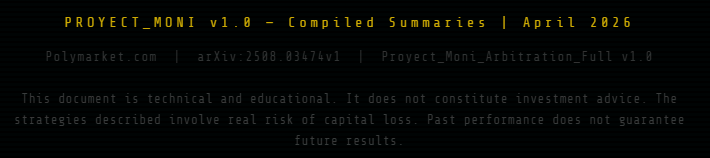 PROYECT_MONI v1.0 — Compiled Summaries | April 2026
Polymarket.com | arXiv:2508.03474v1 | Proyect_Moni_Arbitration_Full v1.0
This document is technical and educational. It does not constitute investment advice. The
strategies described involve real risk of capital loss. Past performance does not guarantee
future results.